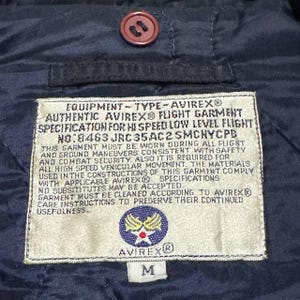 EQUIPMENT-TYPE-AVIREX®
AUTHENTIC AVIREX® FLIGHT GARMENT
SPECIFICATION FOR HI SPEED LOW LEVEL FLIGHT
NO. 8463 JRC35AC2 SMCNYCPB
THIS GARMENT MUST BE WORN DURING ALL FLIGHT
AND GROUND MANEUVERS CONSISTENT WITH SAFETY
AND COMBAT SECURITY. ALSO IT IS REQUIRED FOR
ALL HIGH SPEED VEHICULAR MOVEMENT. THE MATERIALS
USED IN THE CONSTRUCTIONS OF THIS GARMENT COMPLY
WITH APPLICABLE AVIREX®. SPECIFICATIONS
NO SUBSTITUTES MAY BE ACCEPTED.
GARMENT MUST BE CLEANED ACCORDING TO AVIREX®
CARE INSTRUCTIONS TO PRESERVE THEIR CONTINUED
USEFULNESS.
AVIREX®
M